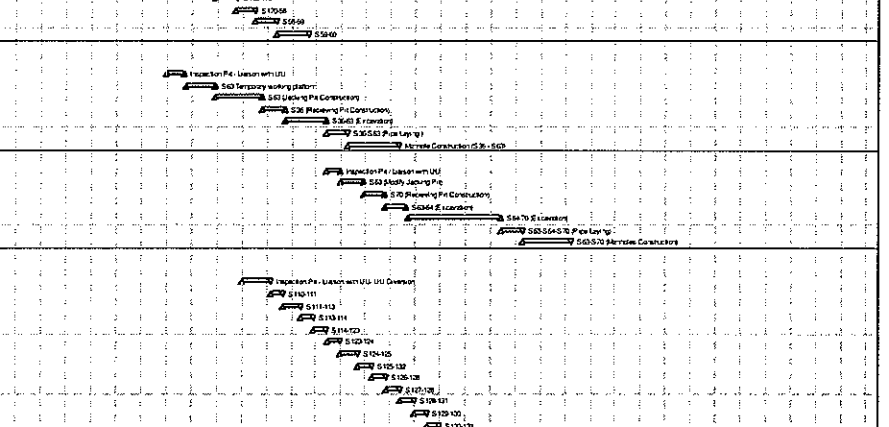 S170-58
S58-59
S59-60
Inspection Pit - Liaison with UU
S63 Temporary working platform
S63 (Jacking Pit Construction)
S36 (Recieving Pit Construction)
S36-63 (Excavation)
S36-S63 (Pipe Laying)
Manhole Construction (S36 - S63)
Inspection Pit - Liaison with UU
S63 (Modify Jacking Pit)
S70 (Recieving Pit Construction)
S63-64 (Excavation)
S64-70 (Excavation)
S63-S64-S70 (Pipe Laying)
S63-S70 (Manholes Construction)
Inspection Pit - Liaison with UU- UU Diversion
S110-111
S111-113
S113-114
S114-123
S123-124
S124-125
S125-132
S126-128
S127-128
S128-131
S129-130